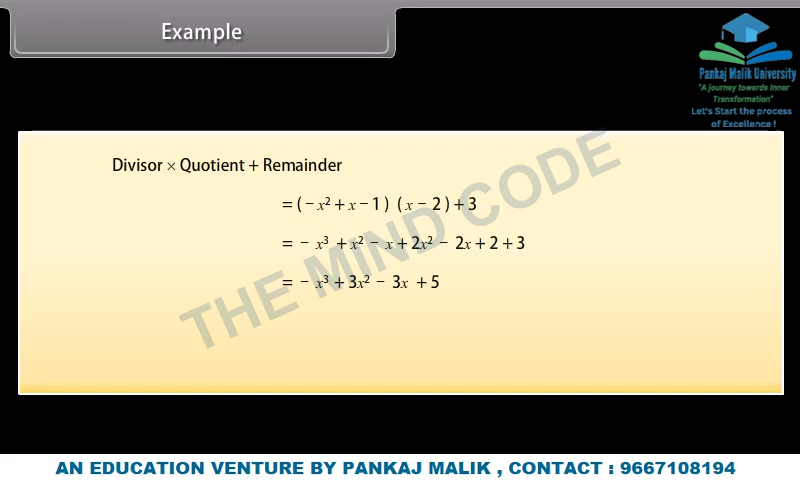 Example
Pankaj Malik University
"A journey towards Inner
Transformation"
Let's Start the process
of Excellence !
Divisor × Quotient + Remainder
= ( − x² + x − 1 ) ( x − 2 ) + 3
= − x³ + x² − x + 2x² − 2x + 2 + 3
= − x³ + 3x² − 3x + 5
THE MIND CODE
AN EDUCATION VENTURE BY PANKAJ MALIK , CONTACT : 9667108194